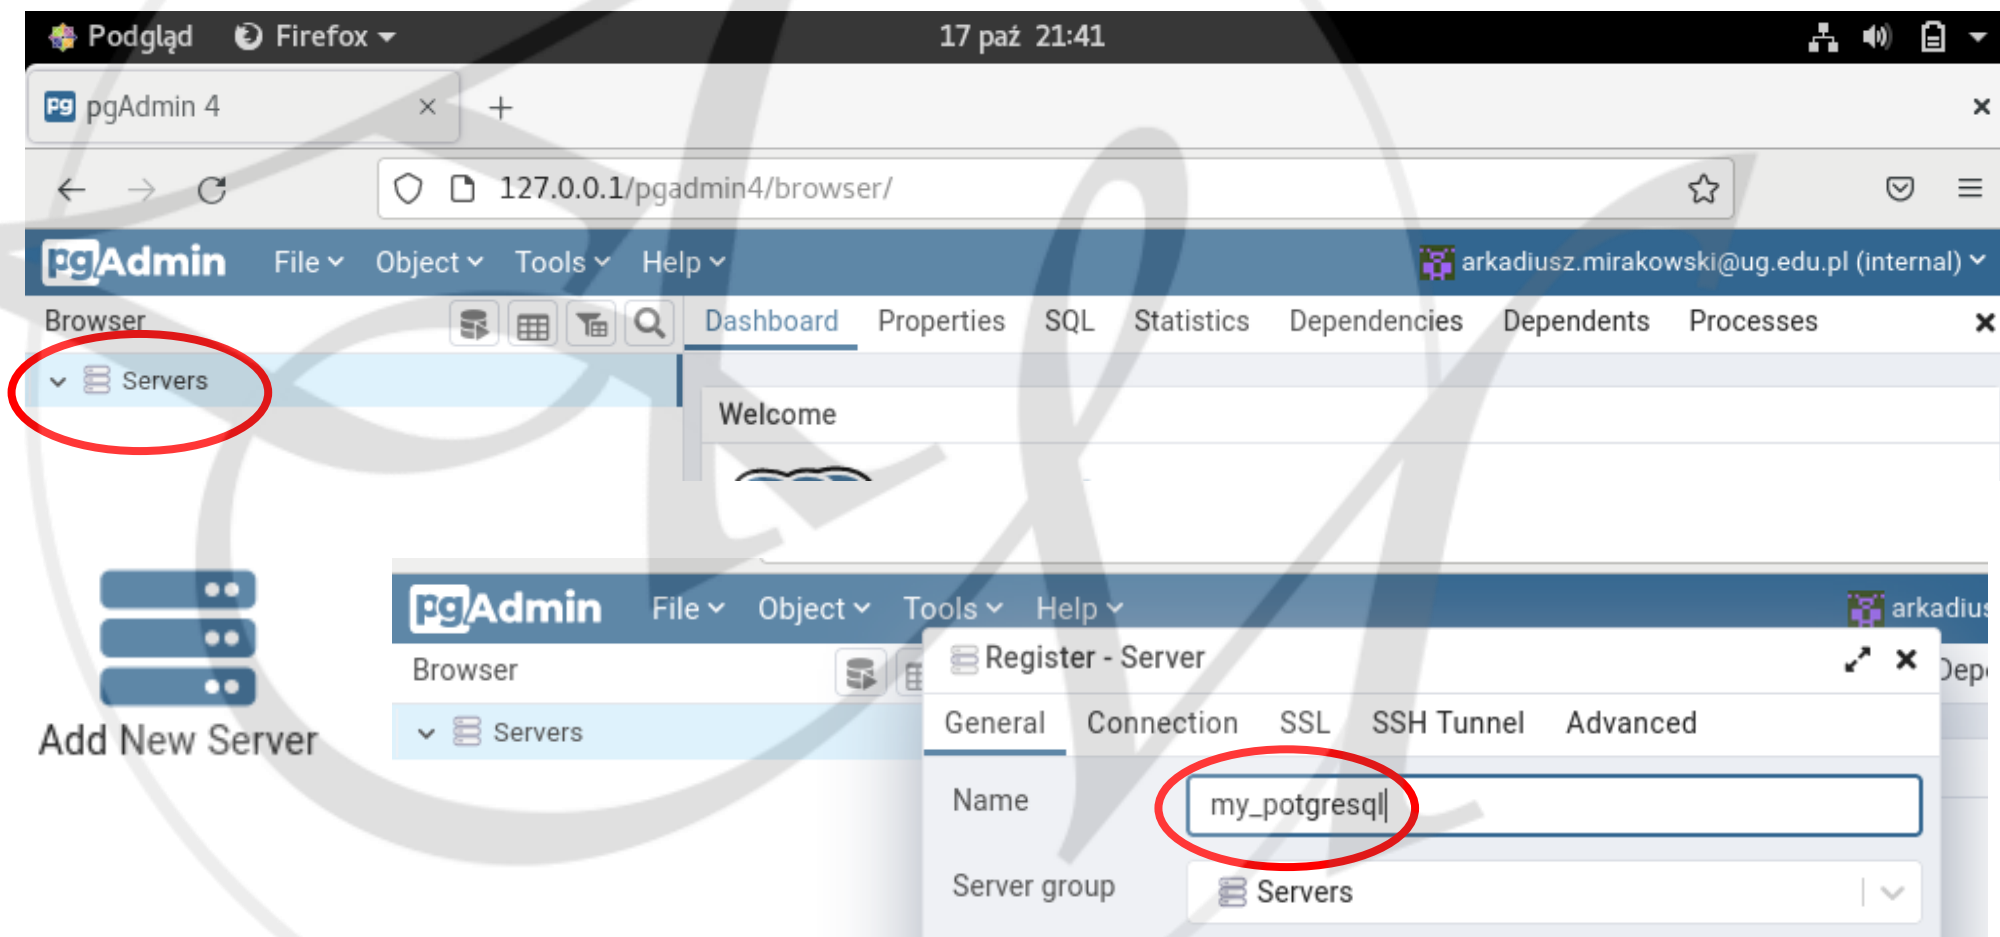 Podgląd Firefox 17 paź 21:41
pgAdmin 4
127.0.0.1/pgadmin4/browser/
pgAdmin File Object Tools Help arkadiusz.mirakowski@ug.edu.pl (internal)
Browser Dashboard Properties SQL Statistics Dependencies Dependents Processes
Servers
Welcome
Add New Server
pgAdmin File Object Tools Help arkadius
Browser Register - Server Depe
General Connection SSL SSH Tunnel Advanced
Servers
Name my_potgresql
Server group Servers